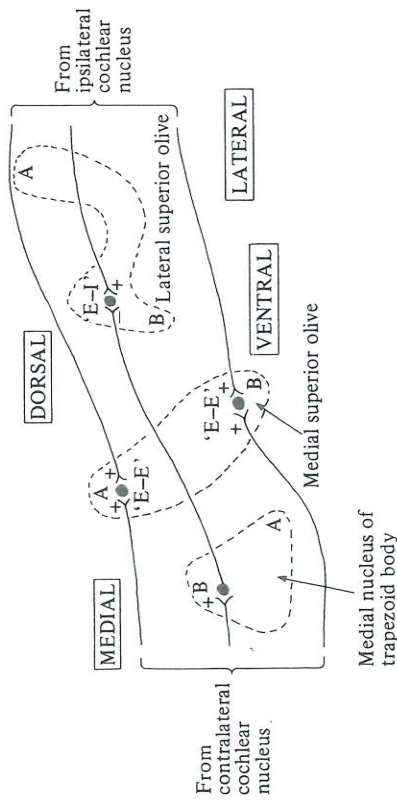 From
ipsilateral
cochlear
nucleus
A
LATERAL
Lateral superior olive
B
'E–I'
+
–
DORSAL
VENTRAL
+
B
'E–E'
+
Medial superior olive
A
+
+
'E–E'
MEDIAL
B
+
A
Medial nucleus of
trapezoid body
From
contralateral
cochlear
nucleus